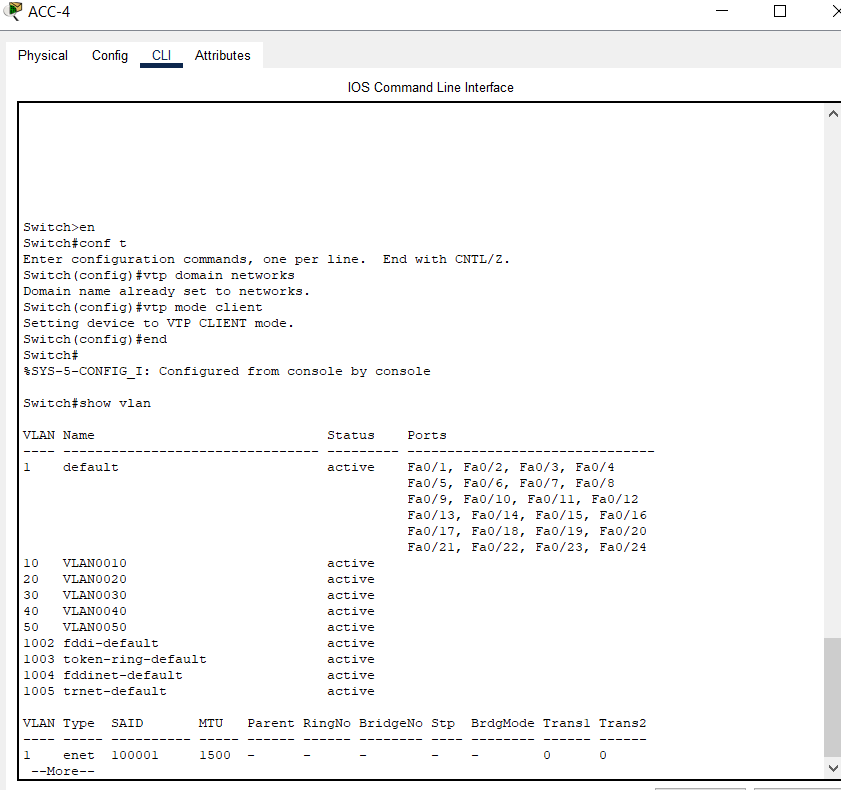 ACC-4
Physical Config CLI Attributes
IOS Command Line Interface
Switch>en
Switch#conf t
Enter configuration commands, one per line.  End with CNTL/Z.
Switch(config)#vtp domain networks
Domain name already set to networks.
Switch(config)#vtp mode client
Setting device to VTP CLIENT mode.
Switch(config)#end
Switch#
%SYS-5-CONFIG_I: Configured from console by console
Switch#show vlan
VLAN Name                             Status    Ports
---- -------------------------------- --------- -------------------------------
1    default                          active    Fa0/1, Fa0/2, Fa0/3, Fa0/4
                                                Fa0/5, Fa0/6, Fa0/7, Fa0/8
                                                Fa0/9, Fa0/10, Fa0/11, Fa0/12
                                                Fa0/13, Fa0/14, Fa0/15, Fa0/16
                                                Fa0/17, Fa0/18, Fa0/19, Fa0/20
                                                Fa0/21, Fa0/22, Fa0/23, Fa0/24
10   VLAN0010                         active
20   VLAN0020                         active
30   VLAN0030                         active
40   VLAN0040                         active
50   VLAN0050                         active
1002 fddi-default                     active
1003 token-ring-default               active
1004 fddinet-default                  active
1005 trnet-default                    active
VLAN Type  SAID       MTU   Parent RingNo BridgeNo Stp  BrdgMode Trans1 Trans2
---- ----- ---------- ----- ------ ------ -------- ---- -------- ------ ------
1    enet  100001     1500  -      -      -        -    -        0      0
 --More--